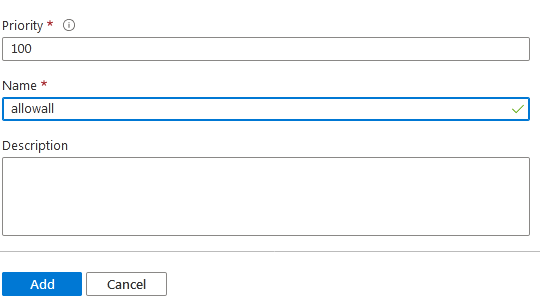 Priority *
100
Name *
allowall
Description
Add
Cancel